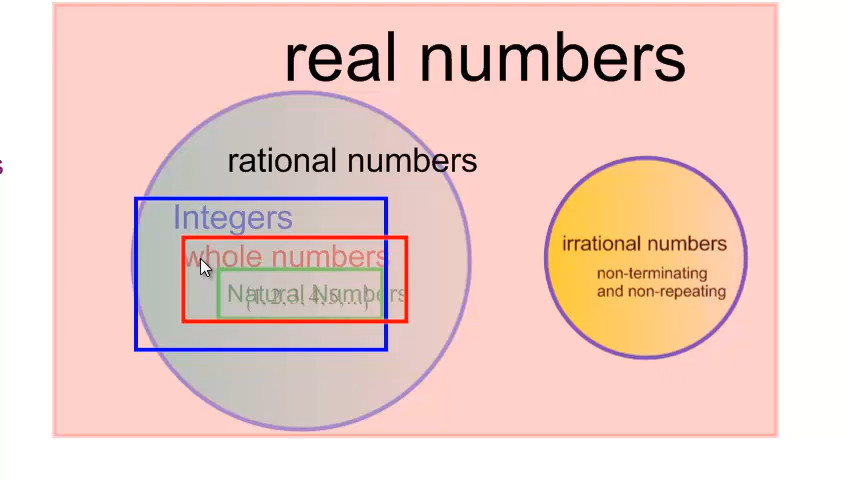 real numbers
rational numbers
Integers
whole numbers
Natural Numbers
irrational numbers
non-terminating
and non-repeating